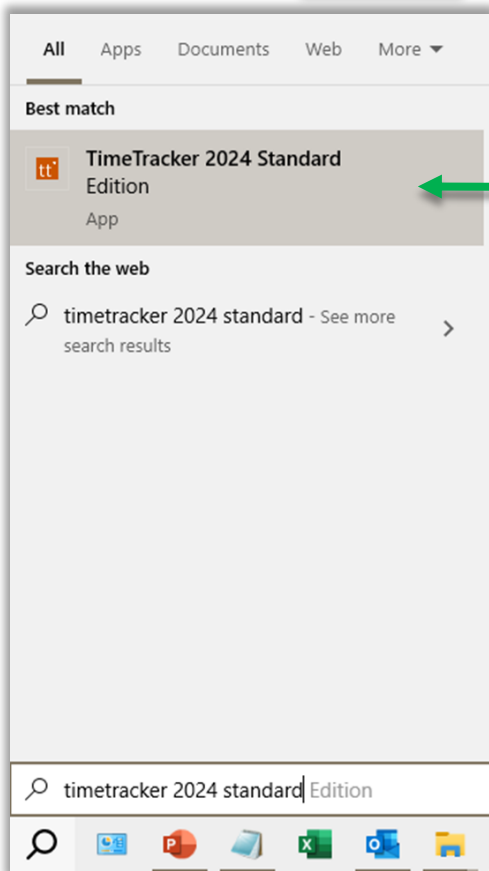 All Apps Documents Web More
Best match
tt
TimeTracker 2024 Standard
Edition
App
Search the web
timetracker 2024 standard - See more
search results
timetracker 2024 standard Edition